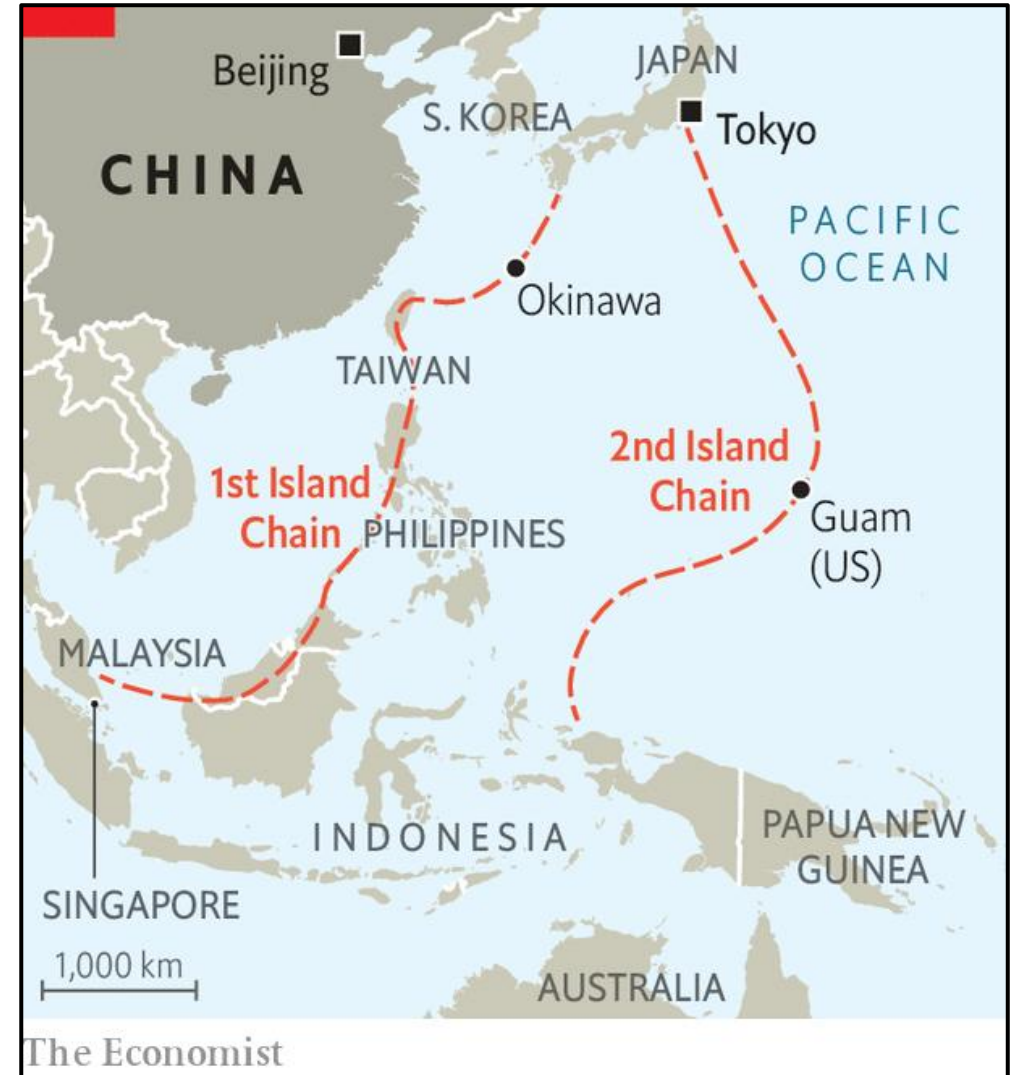 Beijing
JAPAN
S. KOREA
Tokyo
CHINA
PACIFIC
OCEAN
Okinawa
TAIWAN
2nd Island
Chain
1st Island
Chain
PHILIPPINES
Guam
(US)
MALAYSIA
INDONESIA
PAPUA NEW
GUINEA
SINGAPORE
1,000 km
AUSTRALIA
The Economist